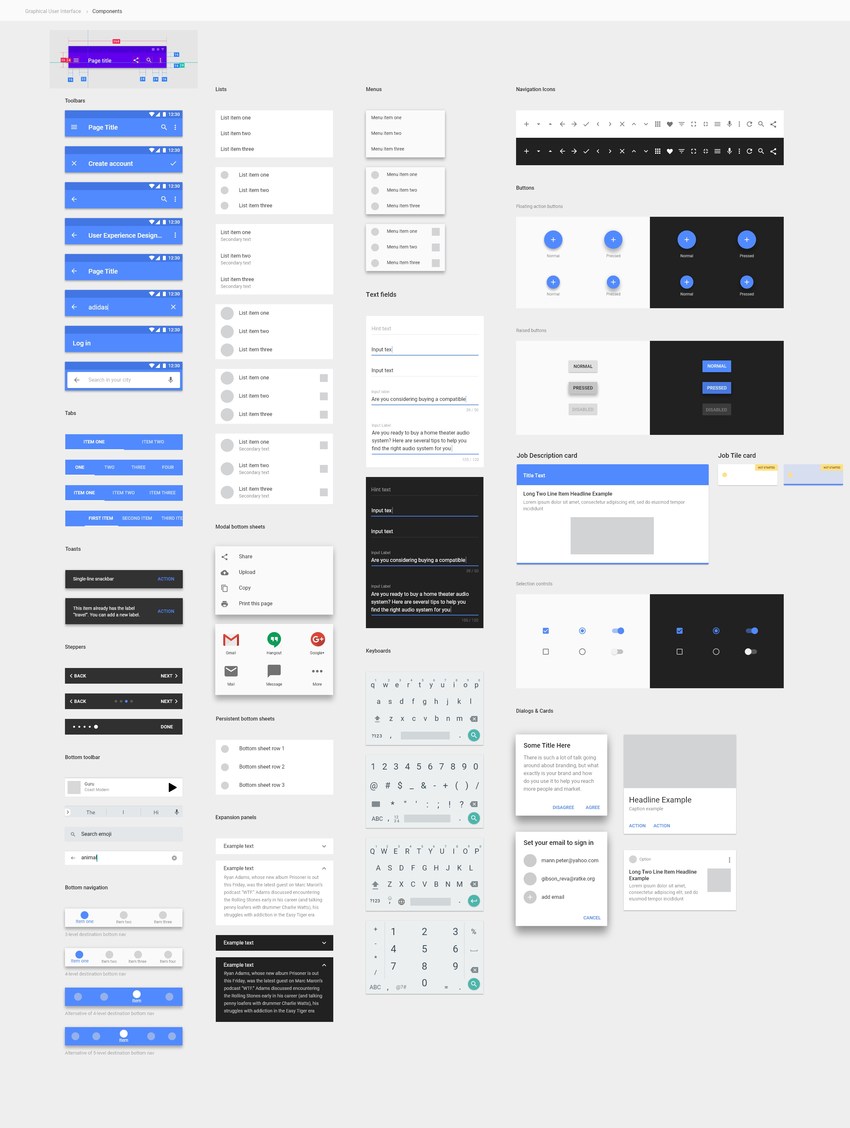 Graphical User Interface › Components
Page title
Toolbars
12:30
Page Title
12:30
Create account
12:30
12:30
User Experience Design...
12:30
Page Title
12:30
adidas
12:30
Log in
12:30
Search in your city
Tabs
ITEM ONE ITEM TWO
ONE TWO THREE FOUR
ITEM ONE ITEM TWO ITEM THREE
FIRST ITEM SECOND ITEM THIRD ITE
Toasts
Single-line snackbar ACTION
This item already has the label
"travel". You can add a new label. ACTION
Steppers
BACK NEXT
BACK NEXT
DONE
Bottom toolbar
Guru
Coast Modern
The I Hi
Search emoji
animal
Bottom navigation
Item one Item two Item three
3-level destination bottom nav
Item one Item two Item three Item four
4-level destination bottom nav
Item
Alternative of 4-level destination bottom nav
Item
Alternative of 5-level destination bottom nav
Lists
List item one
List item two
List item three
List item one
List item two
List item three
List item one
Secondary text
List item two
Secondary text
List item three
Secondary text
List item one
List item two
List item three
List item one
List item two
List item three
List item one
Secondary text
List item two
Secondary text
List item three
Secondary text
Modal bottom sheets
Share
Upload
Copy
Print this page
Gmail Hangout Google+
Mail Message More
Persistent bottom sheets
Bottom sheet row 1
Bottom sheet row 2
Bottom sheet row 3
Expansion panels
Example text
Example text
Ryan Adams, whose new album Prisoner is out
this Friday, was the latest guest on Marc Maron's
podcast "WTF." Adams discussed encountering
the Rolling Stones early in his career (and talking
penny loafers with drummer Charlie Watts), his
struggles with addiction in the Easy Tiger era
Example text
Example text
Ryan Adams, whose new album Prisoner is out
this Friday, was the latest guest on Marc Maron's
podcast "WTF." Adams discussed encountering
the Rolling Stones early in his career (and talking
penny loafers with drummer Charlie Watts), his
struggles with addiction in the Easy Tiger era
Menus
Menu item one
Menu item two
Menu item three
Menu item one
Menu item two
Menu item three
Menu item one
Menu item two
Menu item three
Text fields
Hint text
Input tex
Input text
Input Label
Are you considering buying a compatible
Input Label
Are you ready to buy a home theater audio
system? Here are several tips to help you
find the right audio system for you
Hint text
Input tex
Input text
Input Label
Are you considering buying a compatible
Input Label
Are you ready to buy a home theater audio
system? Here are several tips to help you
find the right audio system for you
Keyboards
q w e r t y u i o p
a s d f g h j k l
z x c v b n m
?123 , .
1 2 3 4 5 6 7 8 9 0
@ # $ _ & - + ( ) /
* " ' : ; ! ?
ABC , .
Q W E R T Y U I O P
A S D F G H J K L
Z X C V B N M
?123 .
+ 1 2 3 %
- 4 5 6
* 7 8 9
/
ABC , @?# 0 .
Navigation Icons
Buttons
Floating action buttons
Normal Pressed Normal Pressed
Normal Pressed Normal Pressed
Raised buttons
NORMAL NORMAL
PRESSED PRESSED
DISABLED DISABLED
Job Description card
Title Text
Long Two Line Item Headline Example
Lorem ipsum dolor sit amet, consectetur adipiscing elit, sed do eiusmod tempor
incididunt
Job Tile card
Selection controls
Dialogs & Cards
Some Title Here
There is such a lot of talk going
around about branding, but what
exactly is your brand and how
do you use it to help you reach
more people and market.
DISAGREE AGREE
Set your email to sign in
mann.peter@yahoo.com
gibson_reva@ratke.org
add email
CANCEL
Headline Example
Caption example
ACTION ACTION
Option
Long Two Line Item Headline
Example
Lorem ipsum dolor sit amet,
consectetur adipiscing elit, sed
do eiusmod tempor